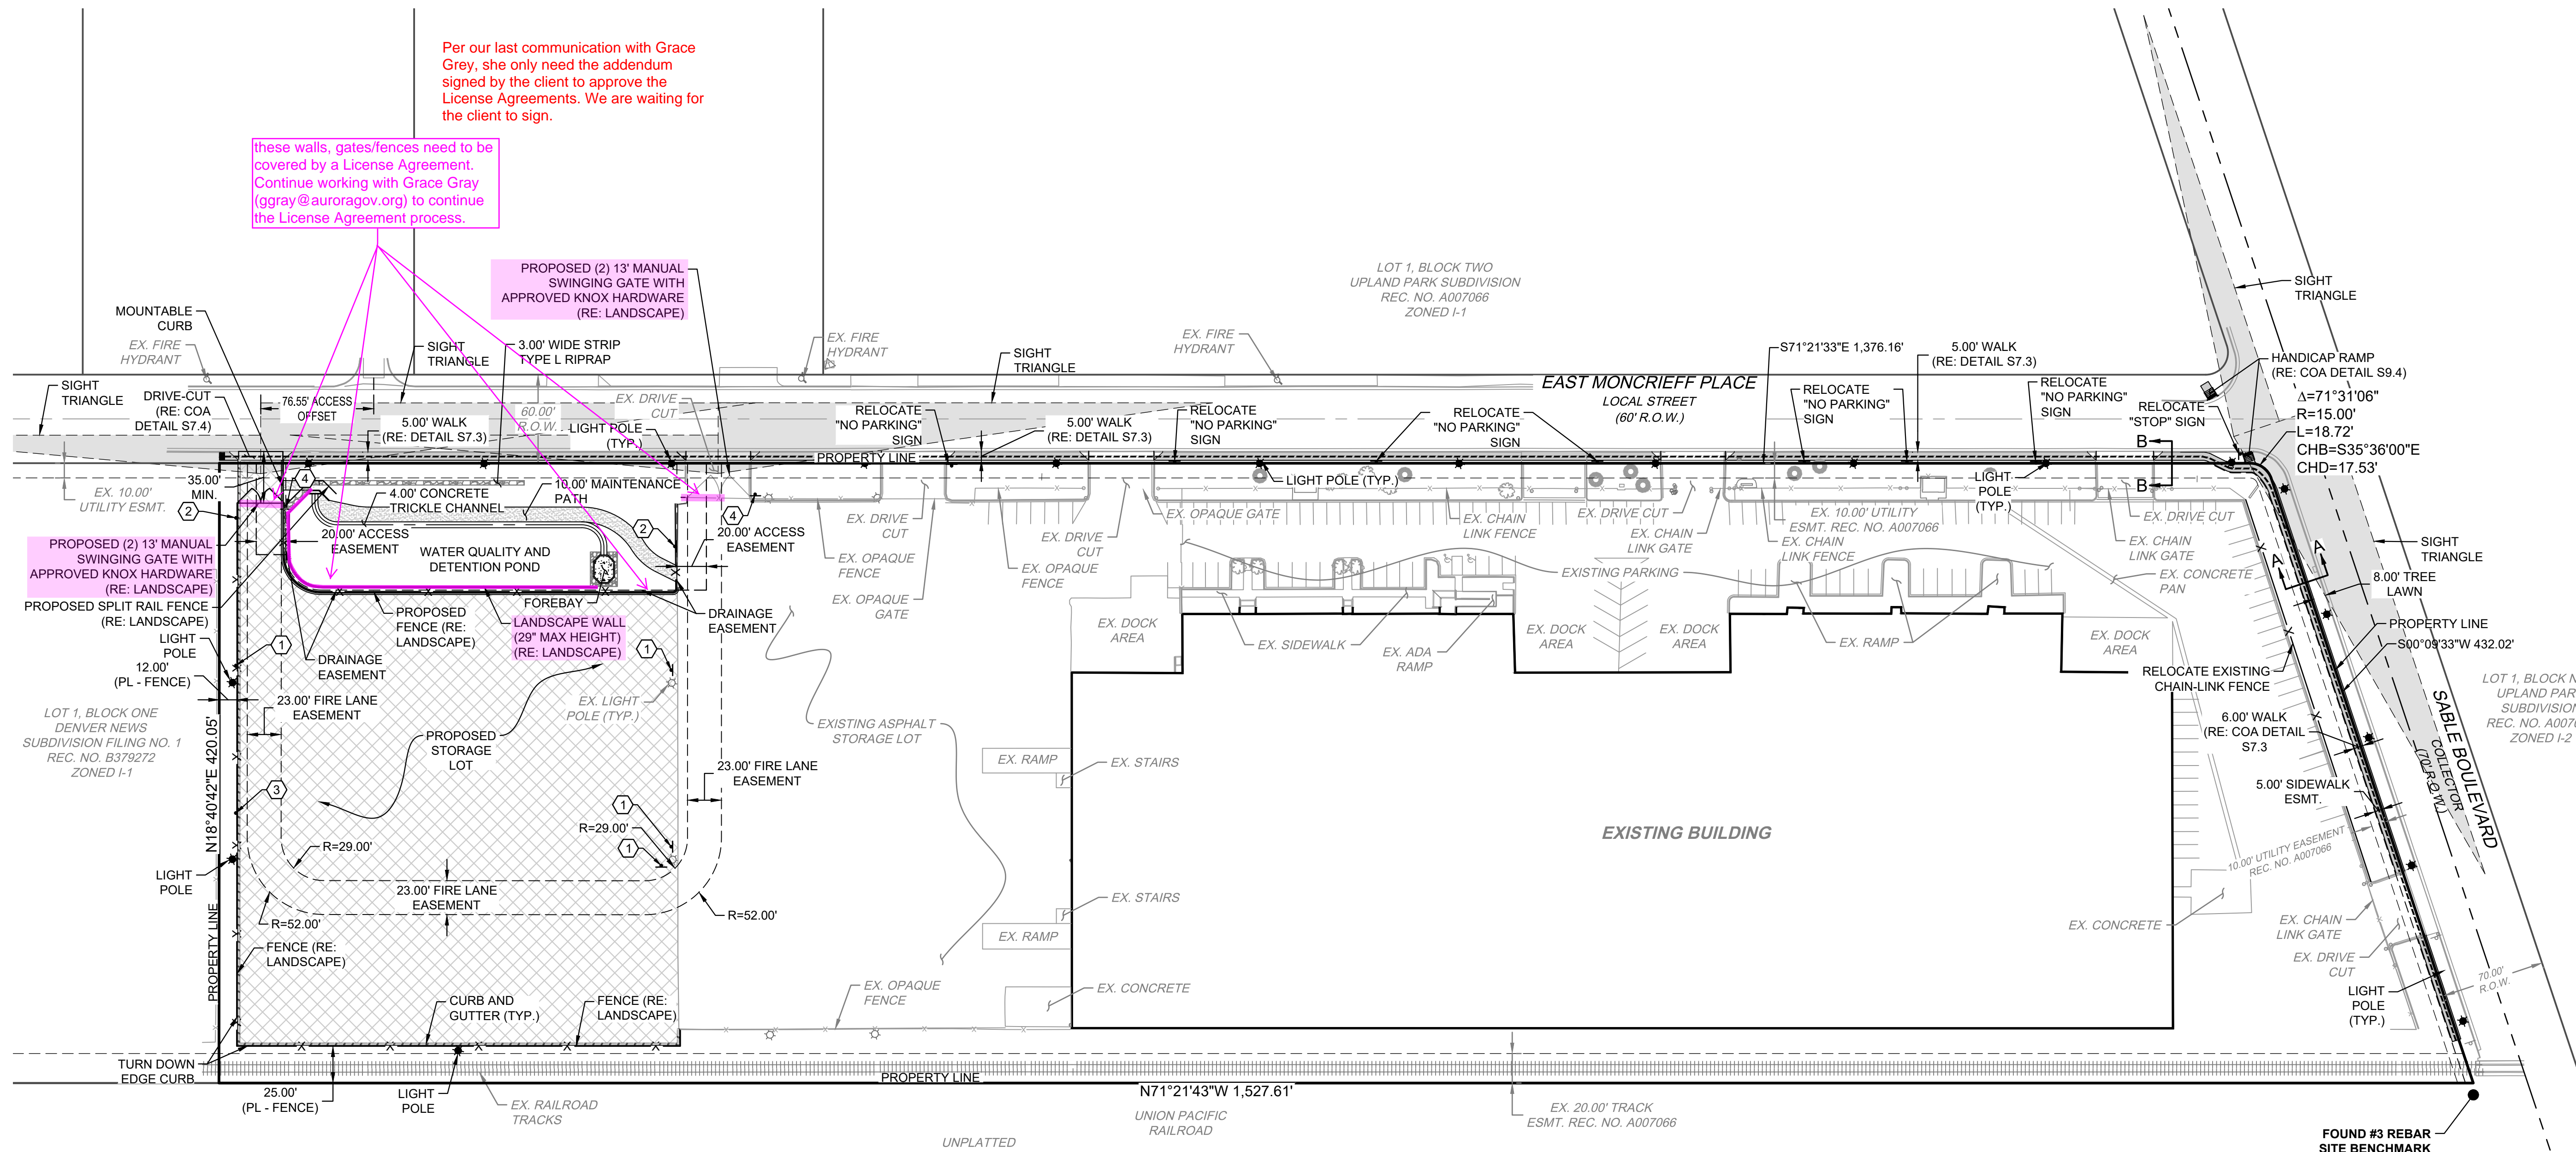 Per our last communication with Grace
Grey, she only need the addendum
signed by the client to approve the
License Agreements. We are waiting for
the client to sign.
these walls, gates/fences need to be
covered by a License Agreement.
Continue working with Grace Gray
(ggray@auroragov.org) to continue
the License Agreement process.
PROPOSED (2) 13' MANUAL
SWINGING GATE WITH
APPROVED KNOX HARDWARE
(RE: LANDSCAPE)
LOT 1, BLOCK TWO
UPLAND PARK SUBDIVISION
REC. NO. A007066
ZONED I-1
SIGHT
TRIANGLE
MOUNTABLE
CURB
EX. FIRE
HYDRANT
SIGHT
TRIANGLE
3.00' WIDE STRIP
TYPE L RIPRAP
EX. FIRE
HYDRANT
SIGHT
TRIANGLE
EX. FIRE
HYDRANT
S71°21'33"E 1,376.16'
5.00' WALK
(RE: DETAIL S7.3)
HANDICAP RAMP
(RE: COA DETAIL S9.4)
Δ=71°31'06"
R=15.00'
L=18.72'
CHB=S35°36'00"E
CHD=17.53'
SIGHT
TRIANGLE
DRIVE-CUT
(RE: COA
DETAIL S7.4)
76.55' ACCESS
OFFSET
5.00' WALK
(RE: DETAIL S7.3)
60.00'
R.O.W.
EX. DRIVE
CUT
LIGHT POLE
(TYP.)
RELOCATE
"NO PARKING"
SIGN
5.00' WALK
(RE: DETAIL S7.3)
RELOCATE
"NO PARKING"
SIGN
RELOCATE
"NO PARKING"
SIGN
EAST MONCRIEFF PLACE
LOCAL STREET
(60' R.O.W.)
RELOCATE
"NO PARKING"
SIGN
RELOCATE
"NO PARKING"
SIGN
RELOCATE
"STOP" SIGN
B
B
PROPERTY LINE
EX. 10.00'
UTILITY ESMT.
35.00'
MIN.
2
4
4.00' CONCRETE
TRICKLE CHANNEL
10.00' MAINTENANCE
PATH
20.00' ACCESS
EASEMENT
WATER QUALITY AND
DETENTION POND
2
4
20.00' ACCESS
EASEMENT
EX. DRIVE
CUT
EX. OPAQUE
FENCE
EX. OPAQUE
GATE
EX. DRIVE
CUT
EX. OPAQUE
FENCE
EX. OPAQUE GATE
LIGHT POLE (TYP.)
EX. CHAIN
LINK FENCE
EX. DRIVE CUT
EX. CHAIN
LINK GATE
EX. 10.00' UTILITY
ESMT. REC. NO. A007066
EX. CHAIN
LINK FENCE
LIGHT
POLE
(TYP.)
EX. DRIVE CUT
EX. CHAIN
LINK GATE
EX. CONCRETE
PAN
A
A
SIGHT
TRIANGLE
8.00' TREE
LAWN
PROPERTY LINE
S00°09'33"W 432.02'
PROPOSED (2) 13' MANUAL
SWINGING GATE WITH
APPROVED KNOX HARDWARE
(RE: LANDSCAPE)
PROPOSED SPLIT RAIL FENCE
(RE: LANDSCAPE)
LIGHT
POLE
12.00'
(PL - FENCE)
1
DRAINAGE
EASEMENT
PROPOSED
FENCE (RE:
LANDSCAPE)
FOREBAY
LANDSCAPE WALL
(29" MAX HEIGHT)
(RE: LANDSCAPE)
DRAINAGE
EASEMENT
1
EX. LIGHT
POLE (TYP.)
EXISTING PARKING
EX. DOCK
AREA
EX. SIDEWALK
EX. ADA
RAMP
EX. DOCK
AREA
EX. DOCK
AREA
EX. RAMP
EX. DOCK
AREA
RELOCATE EXISTING
CHAIN-LINK FENCE
LOT 1, BLOCK ONE
DENVER NEWS
SUBDIVISION FILING NO. 1
REC. NO. B379272
ZONED I-1
N18°40'42"E 420.05'
23.00' FIRE LANE
EASEMENT
PROPOSED
STORAGE
LOT
3
EXISTING ASPHALT
STORAGE LOT
23.00' FIRE LANE
EASEMENT
EX. RAMP
EX. STAIRS
6.00' WALK
(RE: COA DETAIL
S7.3
SABLE BOULEVARD
COLLECTOR
(70' R.O.W.)
UPLAND PAR
SUBDIVISION
ZONED I-2
5.00' SIDEWALK
ESMT.
1
R=29.00'
1
R=29.00'
EXISTING BUILDING
10.00' UTILITY EASEMENT
REC. NO. A007066
LIGHT
POLE
23.00' FIRE LANE
EASEMENT
R=52.00'
R=52.00'
EX. STAIRS
EX. RAMP
EX. CONCRETE
EX. CHAIN
LINK GATE
EX. DRIVE
CUT
70.00'
R.O.W.
PROPERTY LINE
FENCE (RE:
LANDSCAPE)
CURB AND
GUTTER (TYP.)
FENCE (RE:
LANDSCAPE)
EX. OPAQUE
FENCE
EX. CONCRETE
LIGHT
POLE
(TYP.)
TURN DOWN
EDGE CURB
25.00'
(PL - FENCE)
LIGHT
POLE
EX. RAILROAD
TRACKS
PROPERTY LINE
N71°21'43"W 1,527.61'
UNION PACIFIC
RAILROAD
UNPLATTED
EX. 20.00' TRACK
ESMT. REC. NO. A007066
FOUND #3 REBAR
SITE BENCHMARK